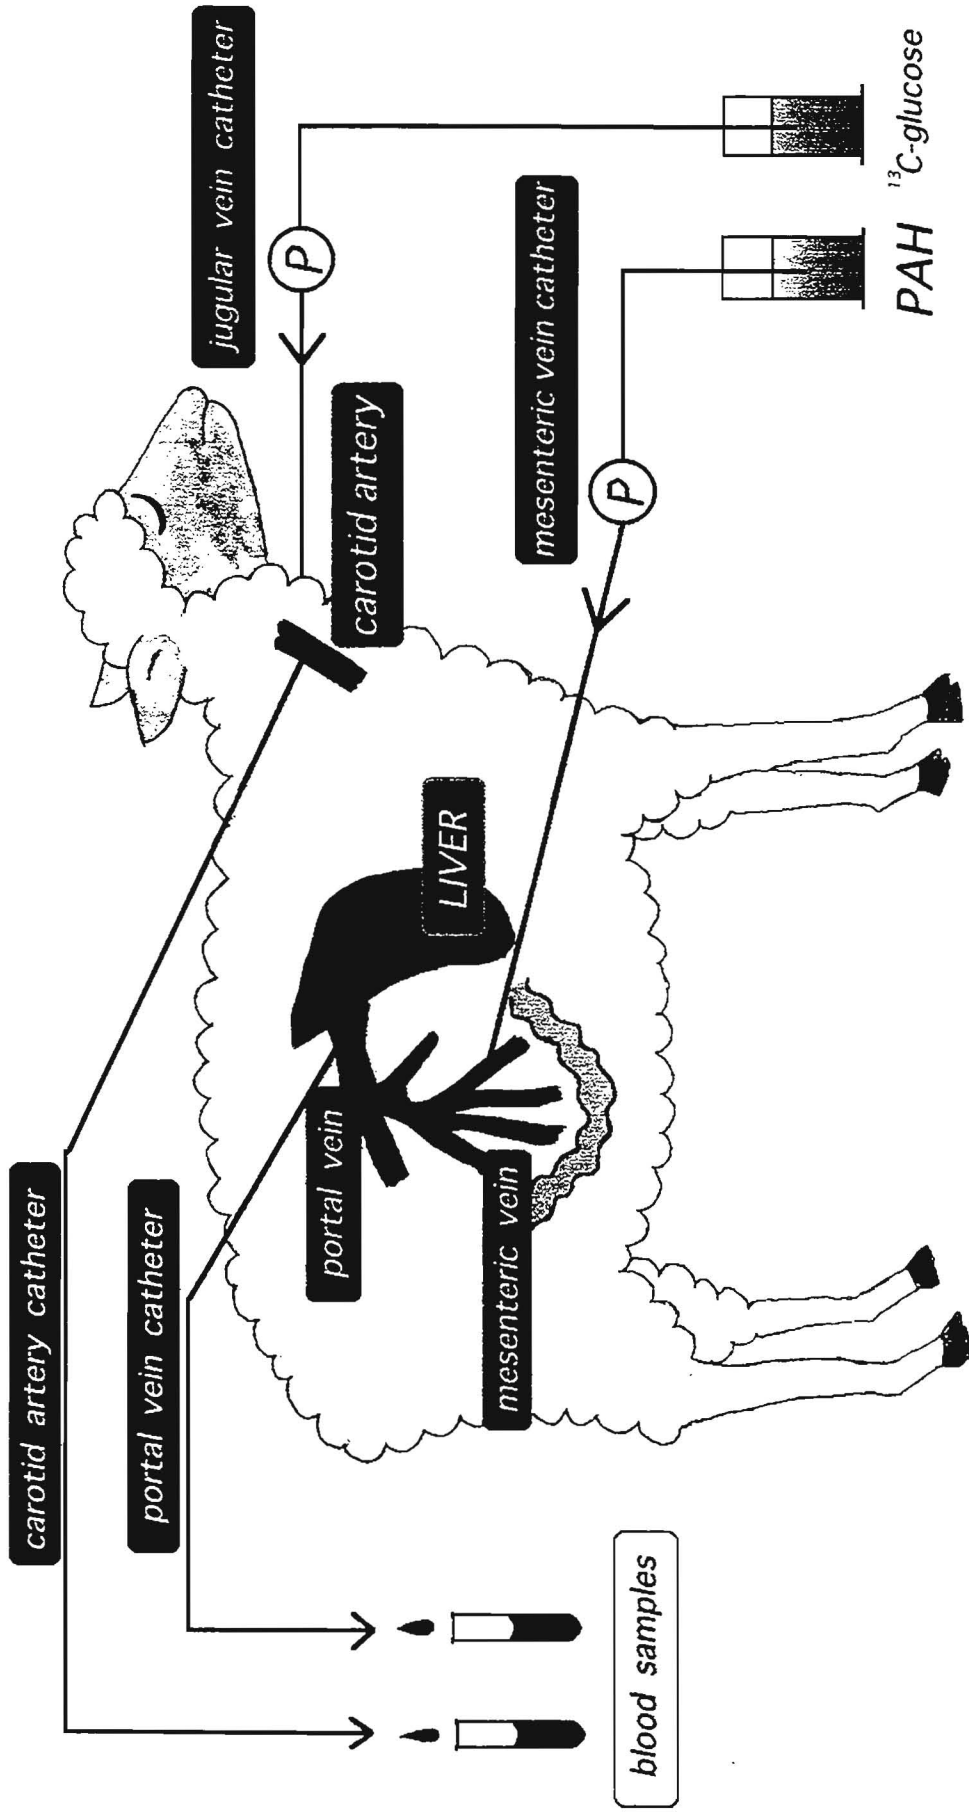 carotid artery catheter
portal vein catheter
jugular vein catheter
carotid artery
LIVER
portal vein
mesenteric vein catheter
mesenteric vein
P
P
blood samples
PAH
¹³C-glucose